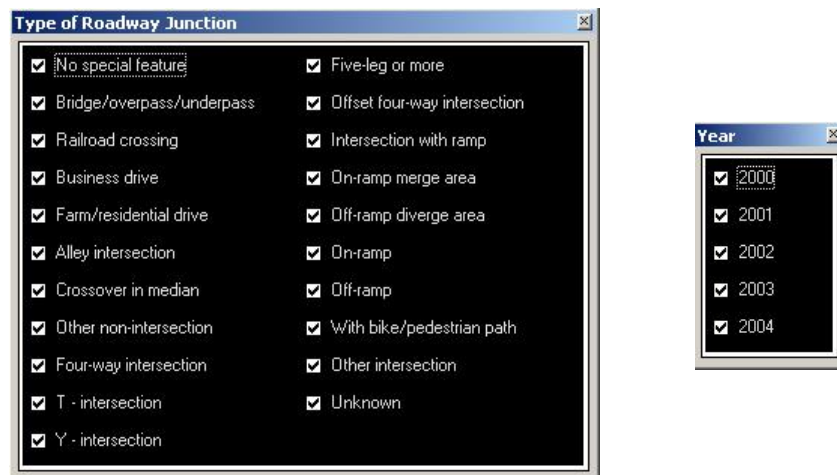 Type of Roadway Junction
No special feature
Bridge/overpass/underpass
Railroad crossing
Business drive
Farm/residential drive
Alley intersection
Crossover in median
Other non-intersection
Four-way intersection
T - intersection
Y - intersection
Five-leg or more
Offset four-way intersection
Intersection with ramp
On-ramp merge area
Off-ramp diverge area
On-ramp
Off-ramp
With bike/pedestrian path
Other intersection
Unknown
Year
2000
2001
2002
2003
2004